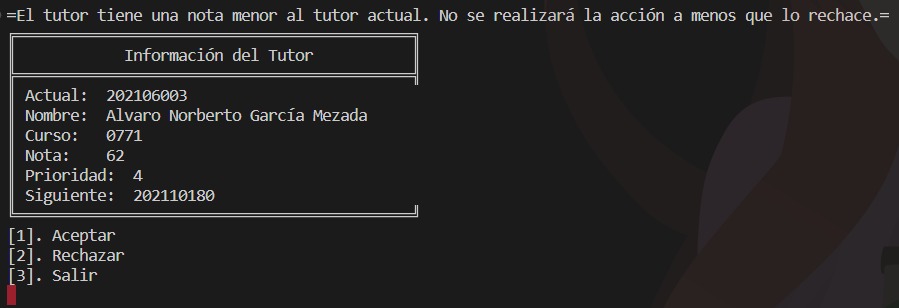 =El tutor tiene una nota menor al tutor actual. No se realizará la acción a menos que lo rechace.=
Información del Tutor
Actual: 202106003
Nombre: Alvaro Norberto García Mezada
Curso: 0771
Nota: 62
Prioridad: 4
Siguiente: 202110180
[1]. Aceptar
[2]. Rechazar
[3]. Salir